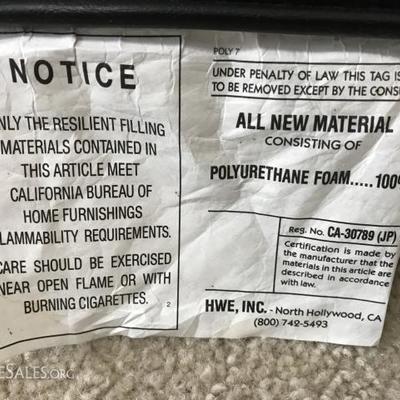 NOTICE
NLY THE RESILIENT FILLING
MATERIALS CONTAINED IN
THIS ARTICLE MEET
CALIFORNIA BUREAU OF
HOME FURNISHINGS
LAMMABILITY REQUIREMENTS.
CARE SHOULD BE EXERCISED
NEAR OPEN FLAME OR WITH
BURNING CIGARETTES.
2
POLY 7
UNDER PENALTY OF LAW THIS TAG IS
TO BE REMOVED EXCEPT BY THE CONSU
ALL NEW MATERIAL
CONSISTING OF
POLYURETHANE FOAM.....100
Reg. No. CA-30789 (JP)
Certification is made by
the manufacturer that the
materials in this article are
described in accordance
with law.
HWE, INC. - North Hollywood, CA
(800) 742-5493
ESALES.ORG